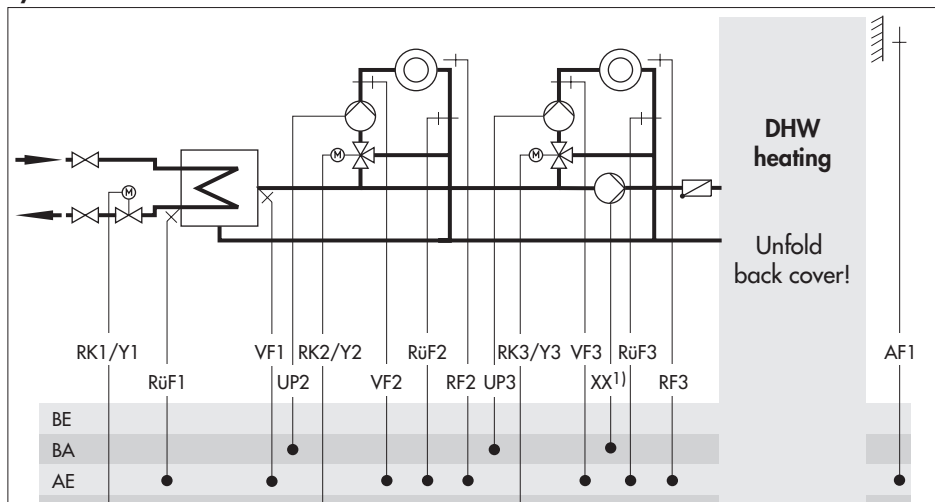 DHW
heating
Unfold
back cover!
M
M
M
RK1/Y1 VF1 RK2/Y2 RüF2 RK3/Y3 VF3 RüF3 AF1
RüF1 UP2 VF2 RF2 UP3 XX1) RF3
BE
BA
AE